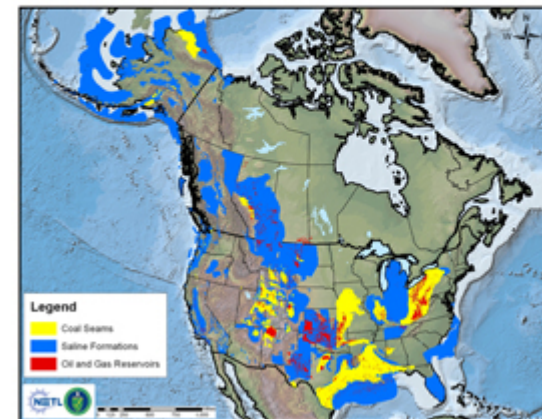 Legend
Coal Seams
Saline Formations
Oil and Gas Reservoirs
NETL